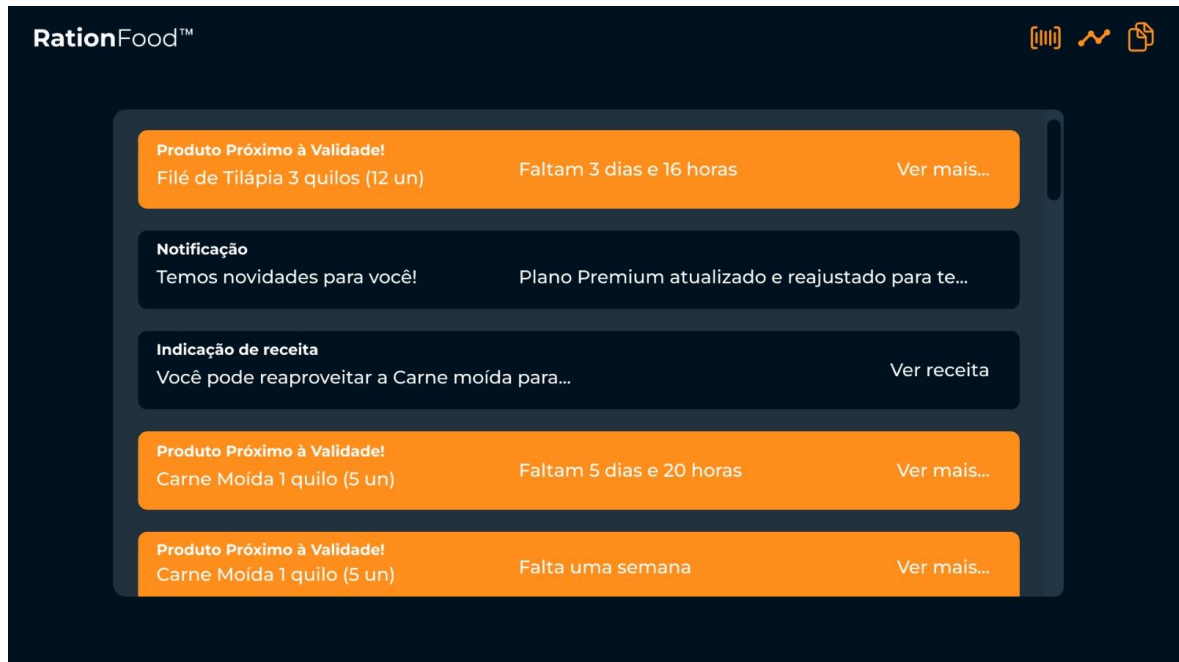 RationFood™
Produto Próximo à Validade!
Filé de Tilápia 3 quilos (12 un)
Faltam 3 dias e 16 horas
Ver mais...
Notificação
Temos novidades para você!
Plano Premium atualizado e reajustado para te...
Indicação de receita
Você pode reaproveitar a Carne moída para...
Ver receita
Produto Próximo à Validade!
Carne Moída 1 quilo (5 un)
Faltam 5 dias e 20 horas
Ver mais...
Produto Próximo à Validade!
Carne Moída 1 quilo (5 un)
Falta uma semana
Ver mais...